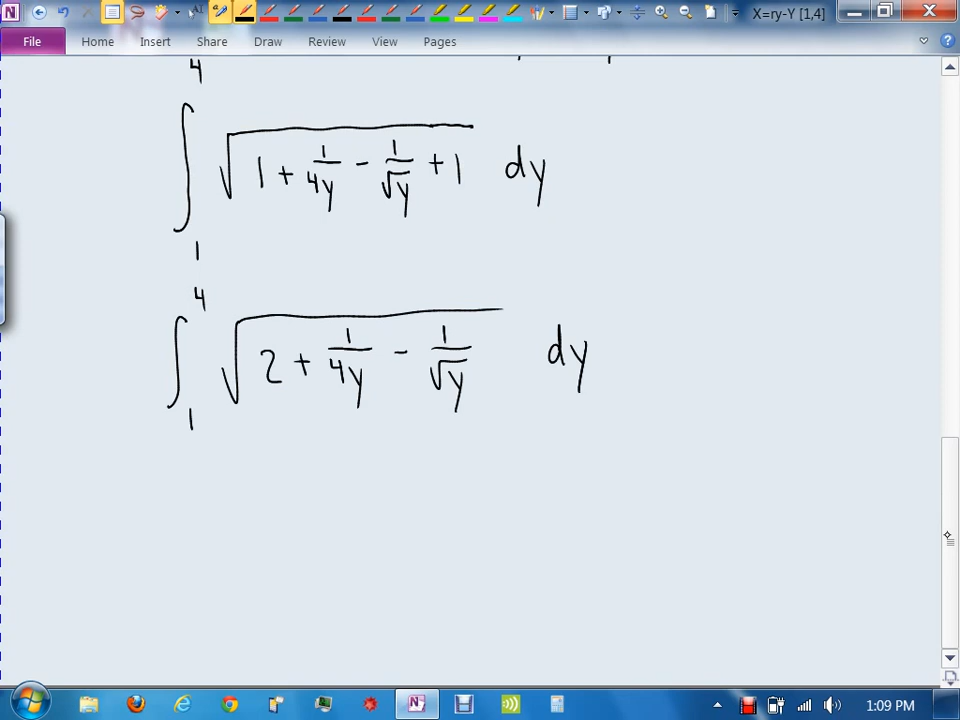 X=ry-Y [1,4]
File Home Insert Share Draw Review View Pages
4
∫ √(1 + 1/4y - 1/√y + 1) dy
1
4
∫ √(2 + 1/4y - 1/√y) dy
1
1:09 PM